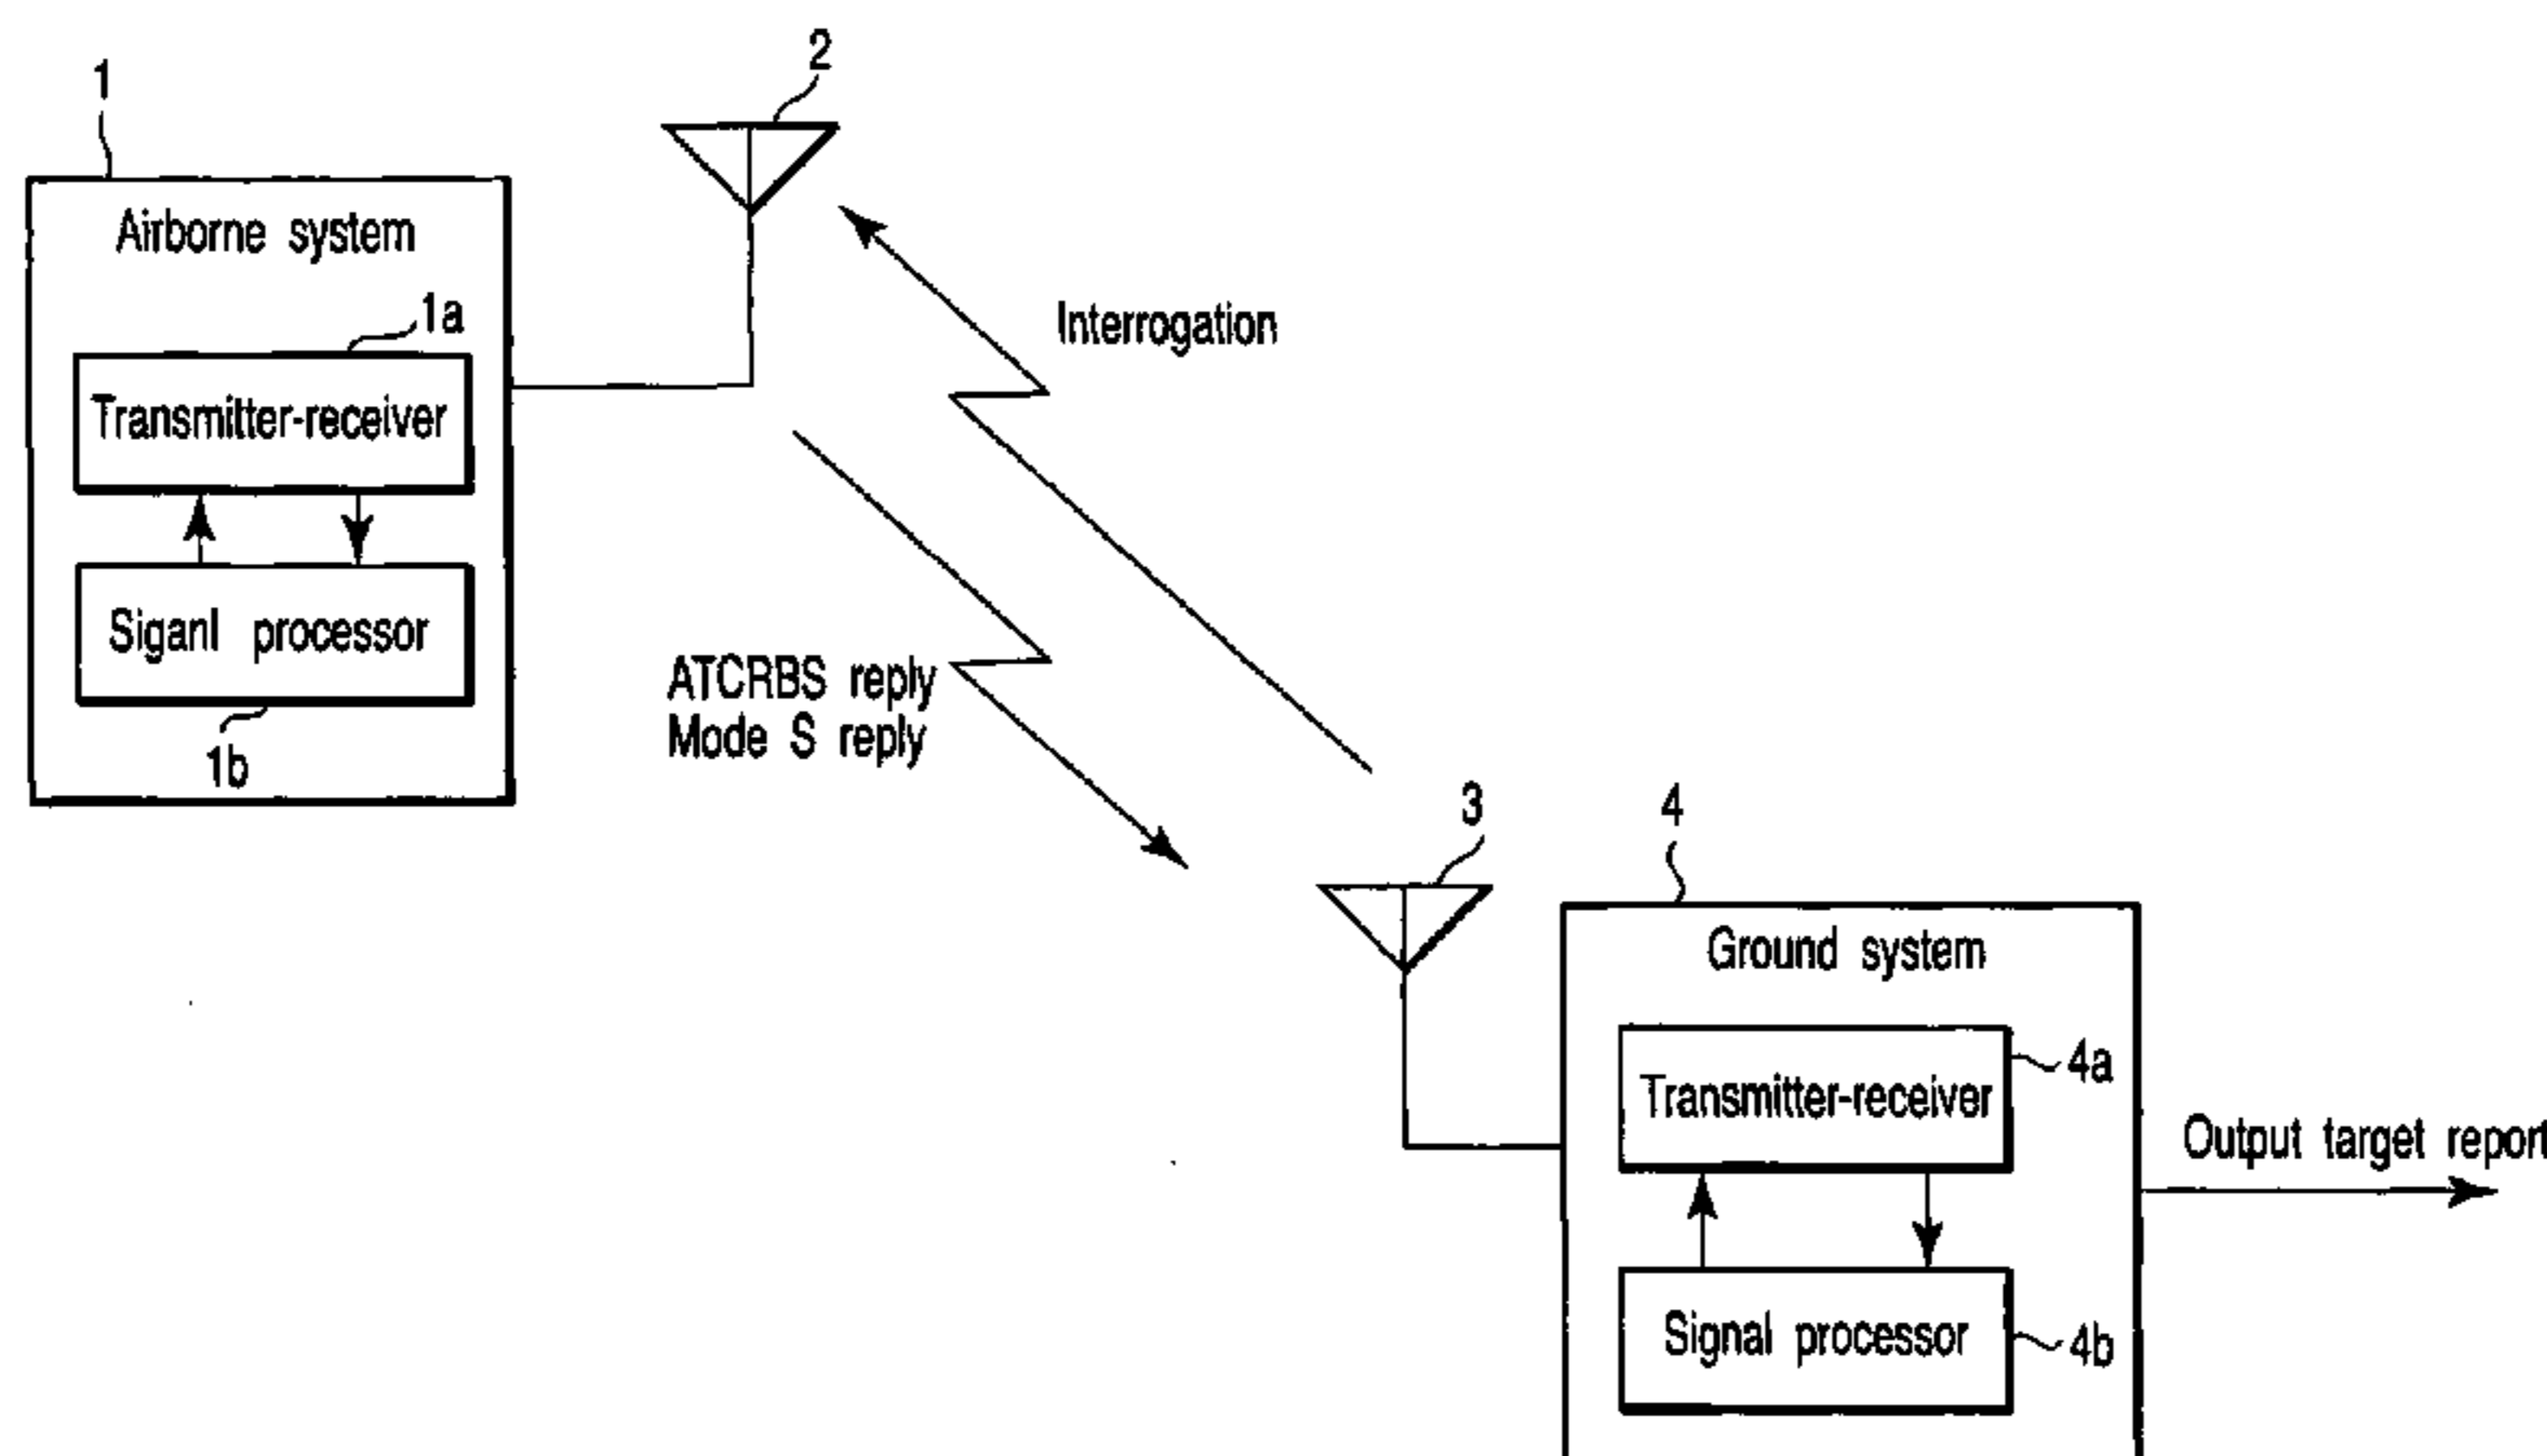 1
2
Airborne system
1a
Transmitter-receiver
Siganl processor
1b
Interrogation
ATCRBS reply
Mode S reply
3
4
Ground system
Transmitter-receiver
4a
Signal processor
4b
Output target report